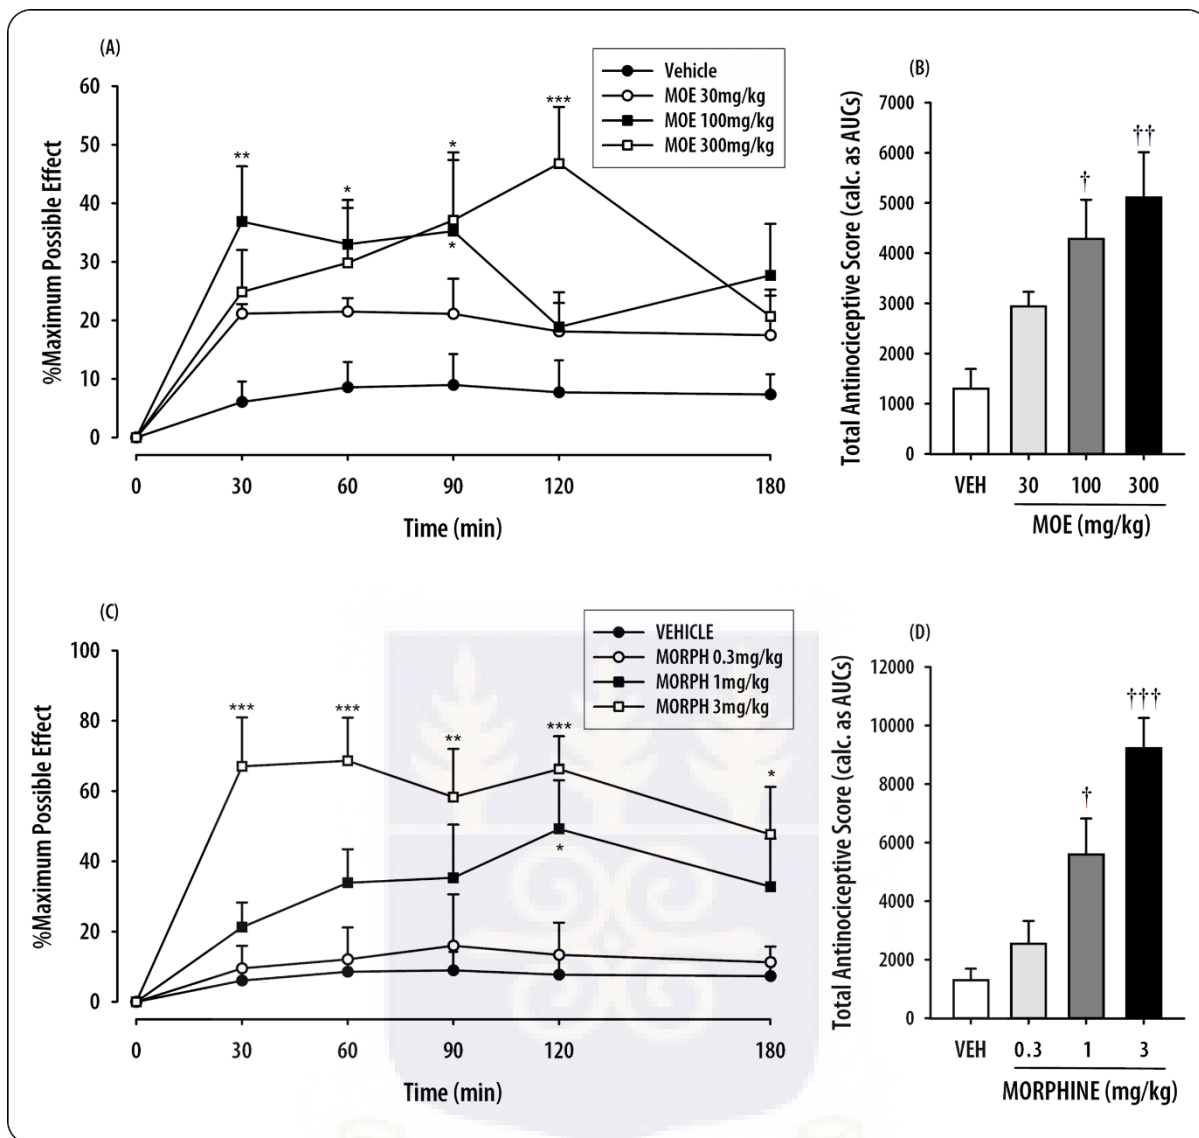 (A)
Vehicle
MOE 30mg/kg
MOE 100mg/kg
MOE 300mg/kg
%Maximum Possible Effect
60
50
40
30
20
10
0
**
*
*
*
***
0 30 60 90 120 180
Time (min)
(B)
Total Antinociceptive Score (calc. as AUCs)
7000
6000
5000
4000
3000
2000
1000
0
†
††
VEH 30 100 300
MOE (mg/kg)
(C)
VEHICLE
MORPH 0.3mg/kg
MORPH 1mg/kg
MORPH 3mg/kg
%Maximum Possible Effect
100
80
60
40
20
0
***
***
**
***
*
*
0 30 60 90 120 180
Time (min)
(D)
Total Antinociceptive Score (calc. as AUCs)
12000
10000
8000
6000
4000
2000
0
†
†††
VEH 0.3 1 3
MORPHINE (mg/kg)